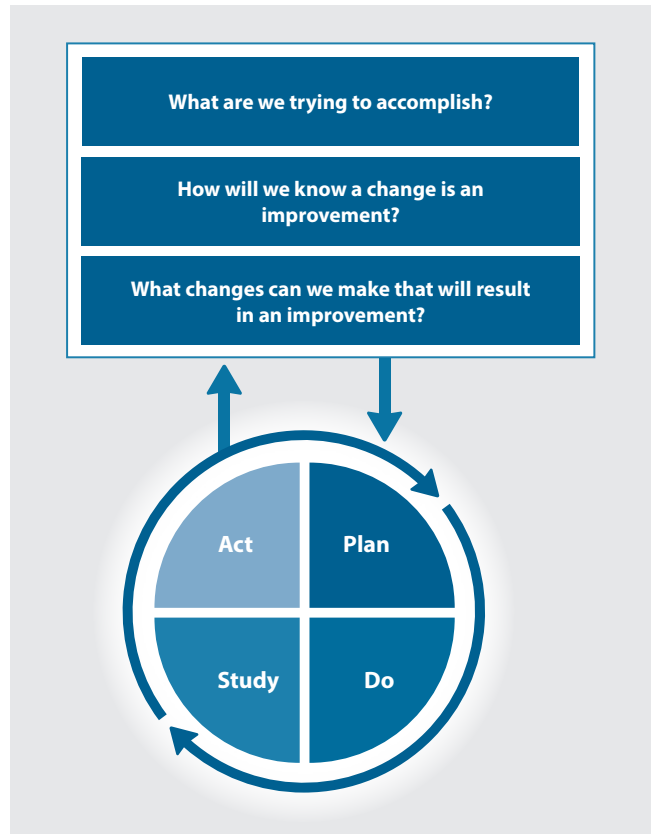 What are we trying to accomplish?
How will we know a change is an
improvement?
What changes can we make that will result
in an improvement?
Act
Plan
Study
Do